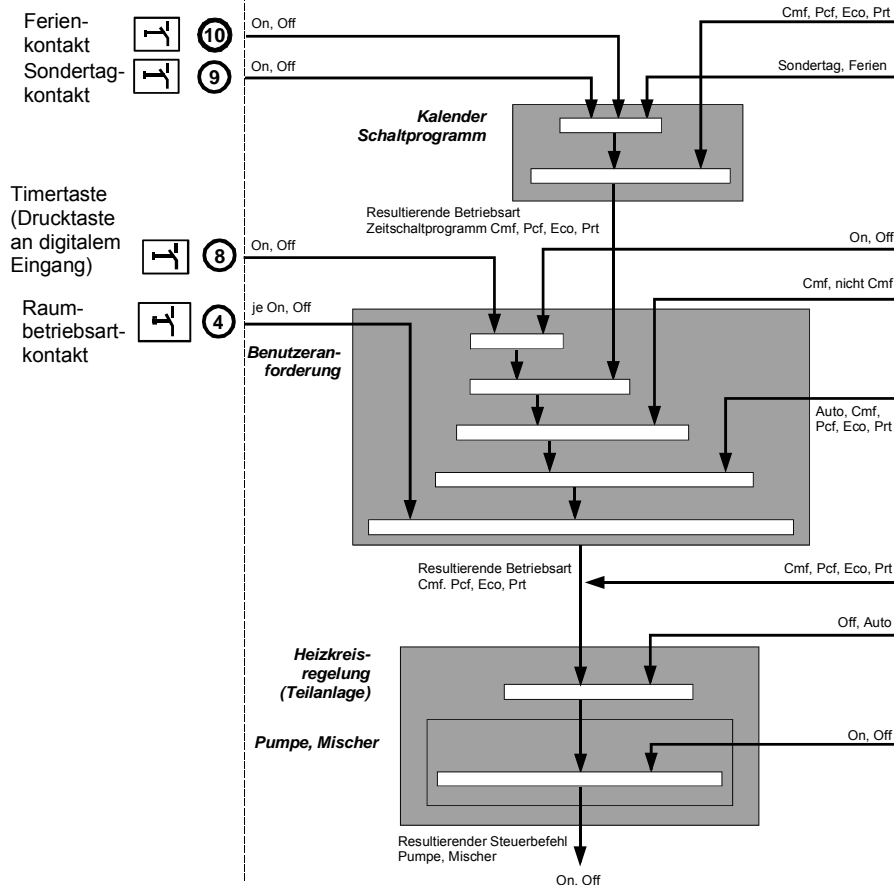 Ferien-
kontakt
10
On, Off
Cmf, Pcf, Eco, Prt
Sondertag-
kontakt
9
On, Off
Sondertag, Ferien
Kalender
Schaltprogramm
Timertaste
(Drucktaste
an digitalem
Eingang)
8
On, Off
Resultierende Betriebsart
Zeitschaltprogramm Cmf, Pcf, Eco, Prt
On, Off
Cmf, nicht Cmf
Raum-
betriebsart-
kontakt
4
je On, Off
Benutzeran-
forderung
Auto, Cmf,
Pcf, Eco, Prt
Resultierende Betriebsart
Cmf. Pcf, Eco, Prt
Cmf, Pcf, Eco, Prt
Off, Auto
Heizkreis-
regelung
(Teilanlage)
Pumpe, Mischer
On, Off
Resultierender Steuerbefehl
Pumpe, Mischer
On, Off